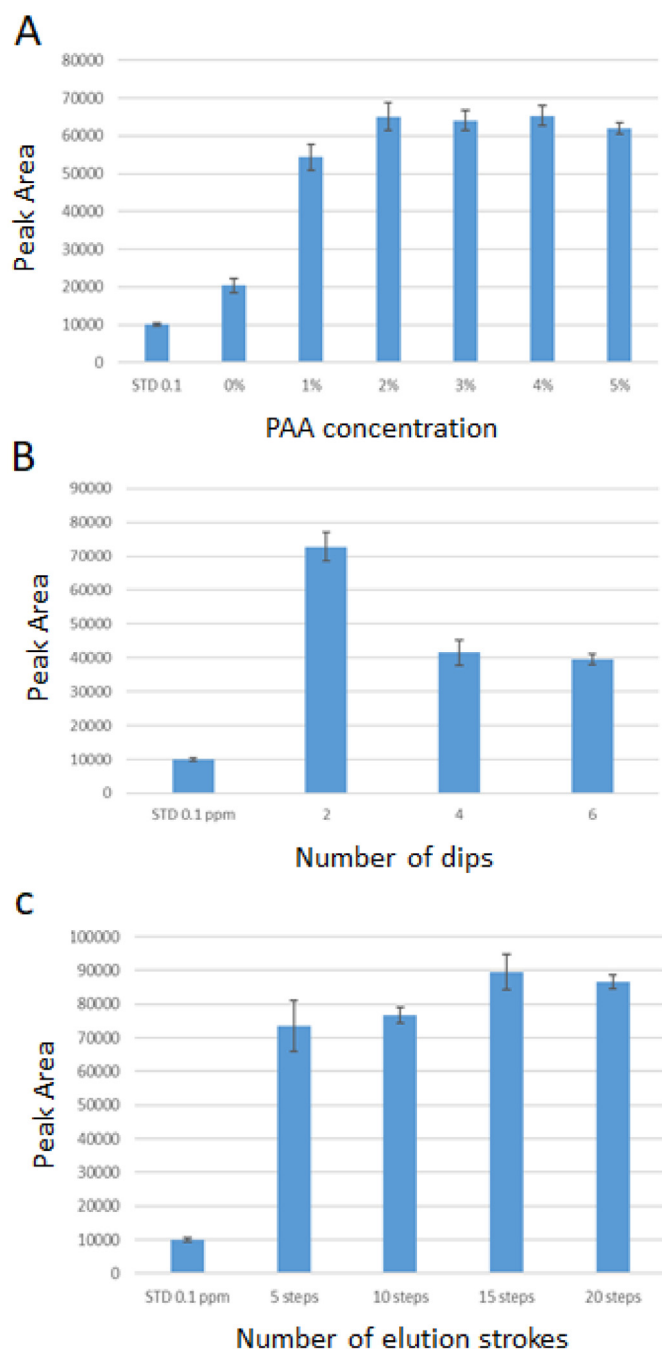 A
80000
70000
60000
50000
40000
30000
20000
10000
0
Peak Area
STD 0.1 0% 1% 2% 3% 4% 5%
PAA concentration
B
90000
80000
70000
60000
50000
40000
30000
20000
10000
0
Peak Area
STD 0.1 ppm 2 4 6
Number of dips
C
100000
90000
80000
70000
60000
50000
40000
30000
20000
10000
0
Peak Area
STD 0.1 ppm 5 steps 10 steps 15 steps 20 steps
Number of elution strokes